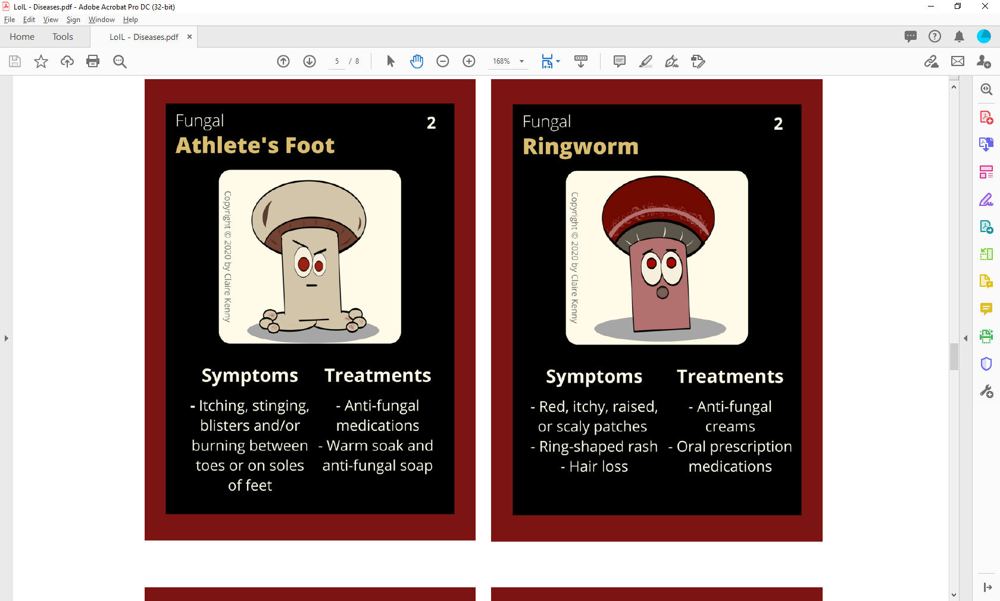 LoIL - Diseases.pdf - Adobe Acrobat Pro DC (32-bit)
File Edit View Sign Window Help
Home Tools LoIL - Diseases.pdf
5 / 8 168%
Fungal 2
Athlete's Foot
Copyright © 2020 by Claire Kenny
Symptoms
- Itching, stinging,
blisters and/or
burning between
toes or on soles
of feet
Treatments
- Anti-fungal
medications
- Warm soak and
anti-fungal soap
Fungal 2
Ringworm
Copyright © 2020 by Claire Kenny
Symptoms
- Red, itchy, raised,
or scaly patches
- Ring-shaped rash
- Hair loss
Treatments
- Anti-fungal
creams
- Oral prescription
medications